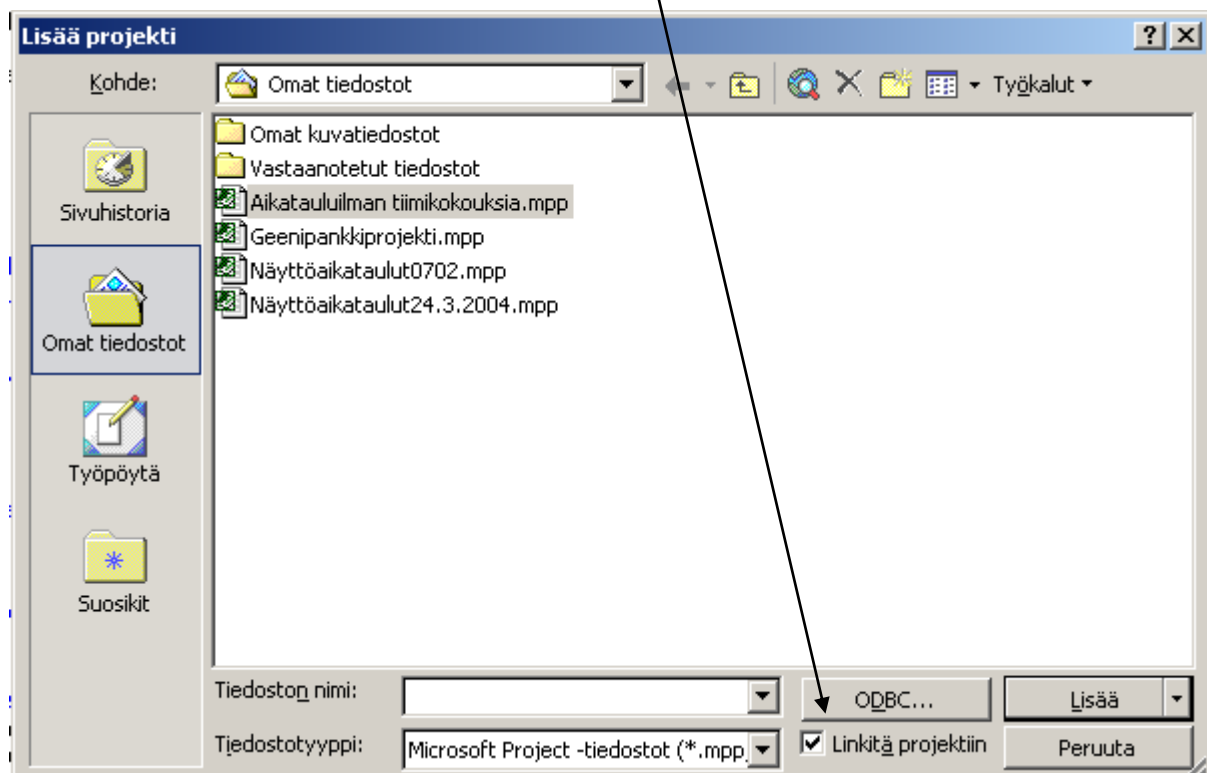 Lisää projekti
Kohde:
Omat tiedostot
Työkalut
Sivuhistoria
Omat tiedostot
Työpöytä
Suosikit
Omat kuvatiedostot
Vastaanotetut tiedostot
Aikatauluilman tiimikokouksia.mpp
Geenipankkiprojekti.mpp
Näyttöaikataulut0702.mpp
Näyttöaikataulut24.3.2004.mpp
Tiedoston nimi:
ODBC...
Lisää
Tiedostotyyppi:
Microsoft Project -tiedostot (*.mpp,
Linkitä projektiin
Peruuta